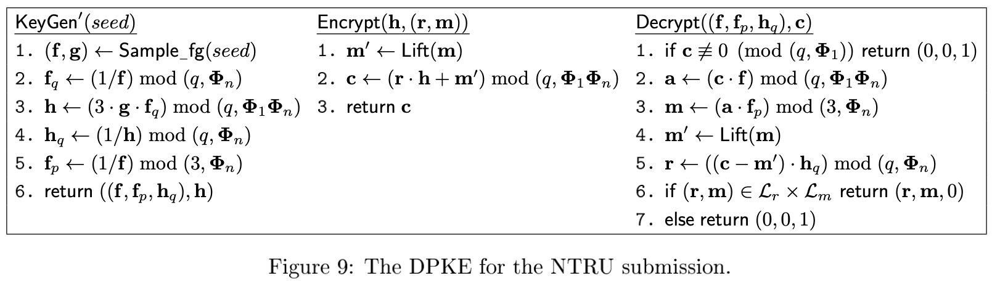 KeyGen′(seed)
1. (f, g) ← Sample_fg(seed)
2. f_q ← (1/f) mod (q, Φ_n)
3. h ← (3 · g · f_q) mod (q, Φ_1Φ_n)
4. h_q ← (1/h) mod (q, Φ_n)
5. f_p ← (1/f) mod (3, Φ_n)
6. return ((f, f_p, h_q), h)
Encrypt(h, (r, m))
1. m′ ← Lift(m)
2. c ← (r · h + m′) mod (q, Φ_1Φ_n)
3. return c
Decrypt((f, f_p, h_q), c)
1. if c ≢ 0 (mod (q, Φ_1)) return (0, 0, 1)
2. a ← (c · f) mod (q, Φ_1Φ_n)
3. m ← (a · f_p) mod (3, Φ_n)
4. m′ ← Lift(m)
5. r ← ((c − m′) · h_q) mod (q, Φ_n)
6. if (r, m) ∈ ℒ_r × ℒ_m return (r, m, 0)
7. else return (0, 0, 1)
Figure 9: The DPKE for the NTRU submission.